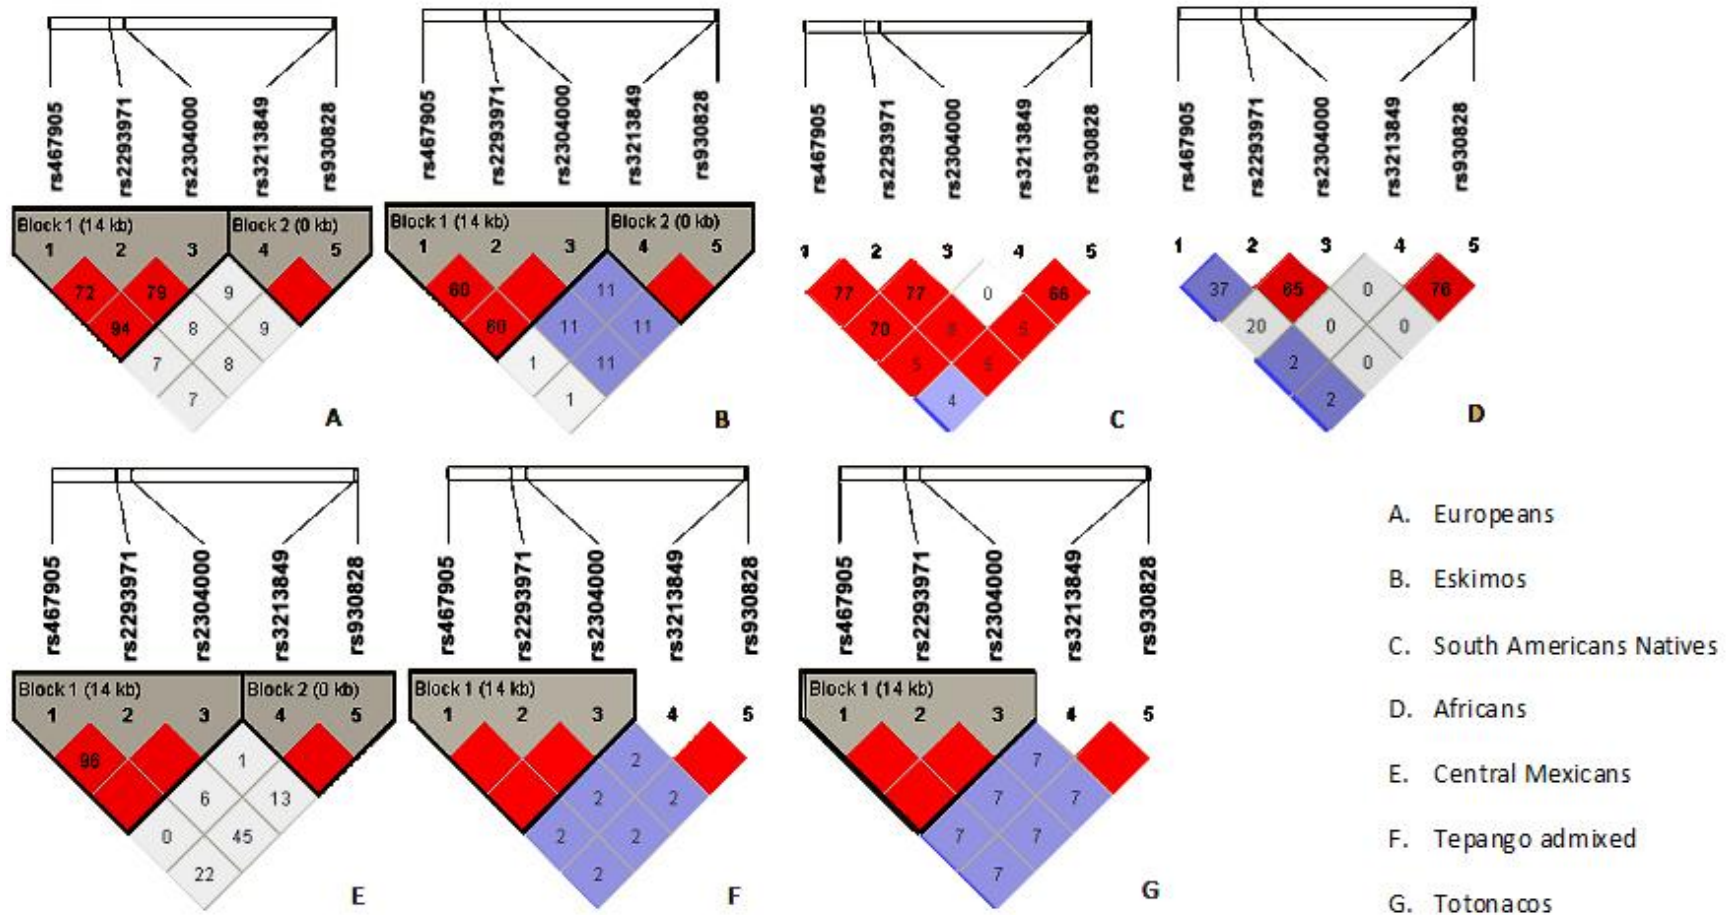 rs467905 rs2293971 rs2304000 rs3213849 rs930828
Block 1 (14 kb) Block 2 (0 kb)
1 2 3 4 5
72 79 9
94 8 9
7 8
7
A
rs467905 rs2293971 rs2304000 rs3213849 rs930828
Block 1 (14 kb) Block 2 (0 kb)
1 2 3 4 5
60 11
60 11 11
1 11
1
B
rs467905 rs2293971 rs2304000 rs3213849 rs930828
1 2 3 4 5
77 77 0 66
70 5
5
4
C
rs467905 rs2293971 rs2304000 rs3213849 rs930828
1 2 3 4 5
37 65 0 76
20 0 0
2 0
2
D
rs467905 rs2293971 rs2304000 rs3213849 rs930828
Block 1 (14 kb) Block 2 (0 kb)
1 2 3 4 5
96 1
6 13
0 45
22
E
rs467905 rs2293971 rs2304000 rs3213849 rs930828
Block 1 (14 kb)
1 2 3 4 5
2
2 2
2 2
2
F
rs467905 rs2293971 rs2304000 rs3213849 rs930828
Block 1 (14 kb)
1 2 3 4 5
7
7 7
7 7
7
G
A. Europeans
B. Eskimos
C. South Americans Natives
D. Africans
E. Central Mexicans
F. Tepango admixed
G. Totonacos